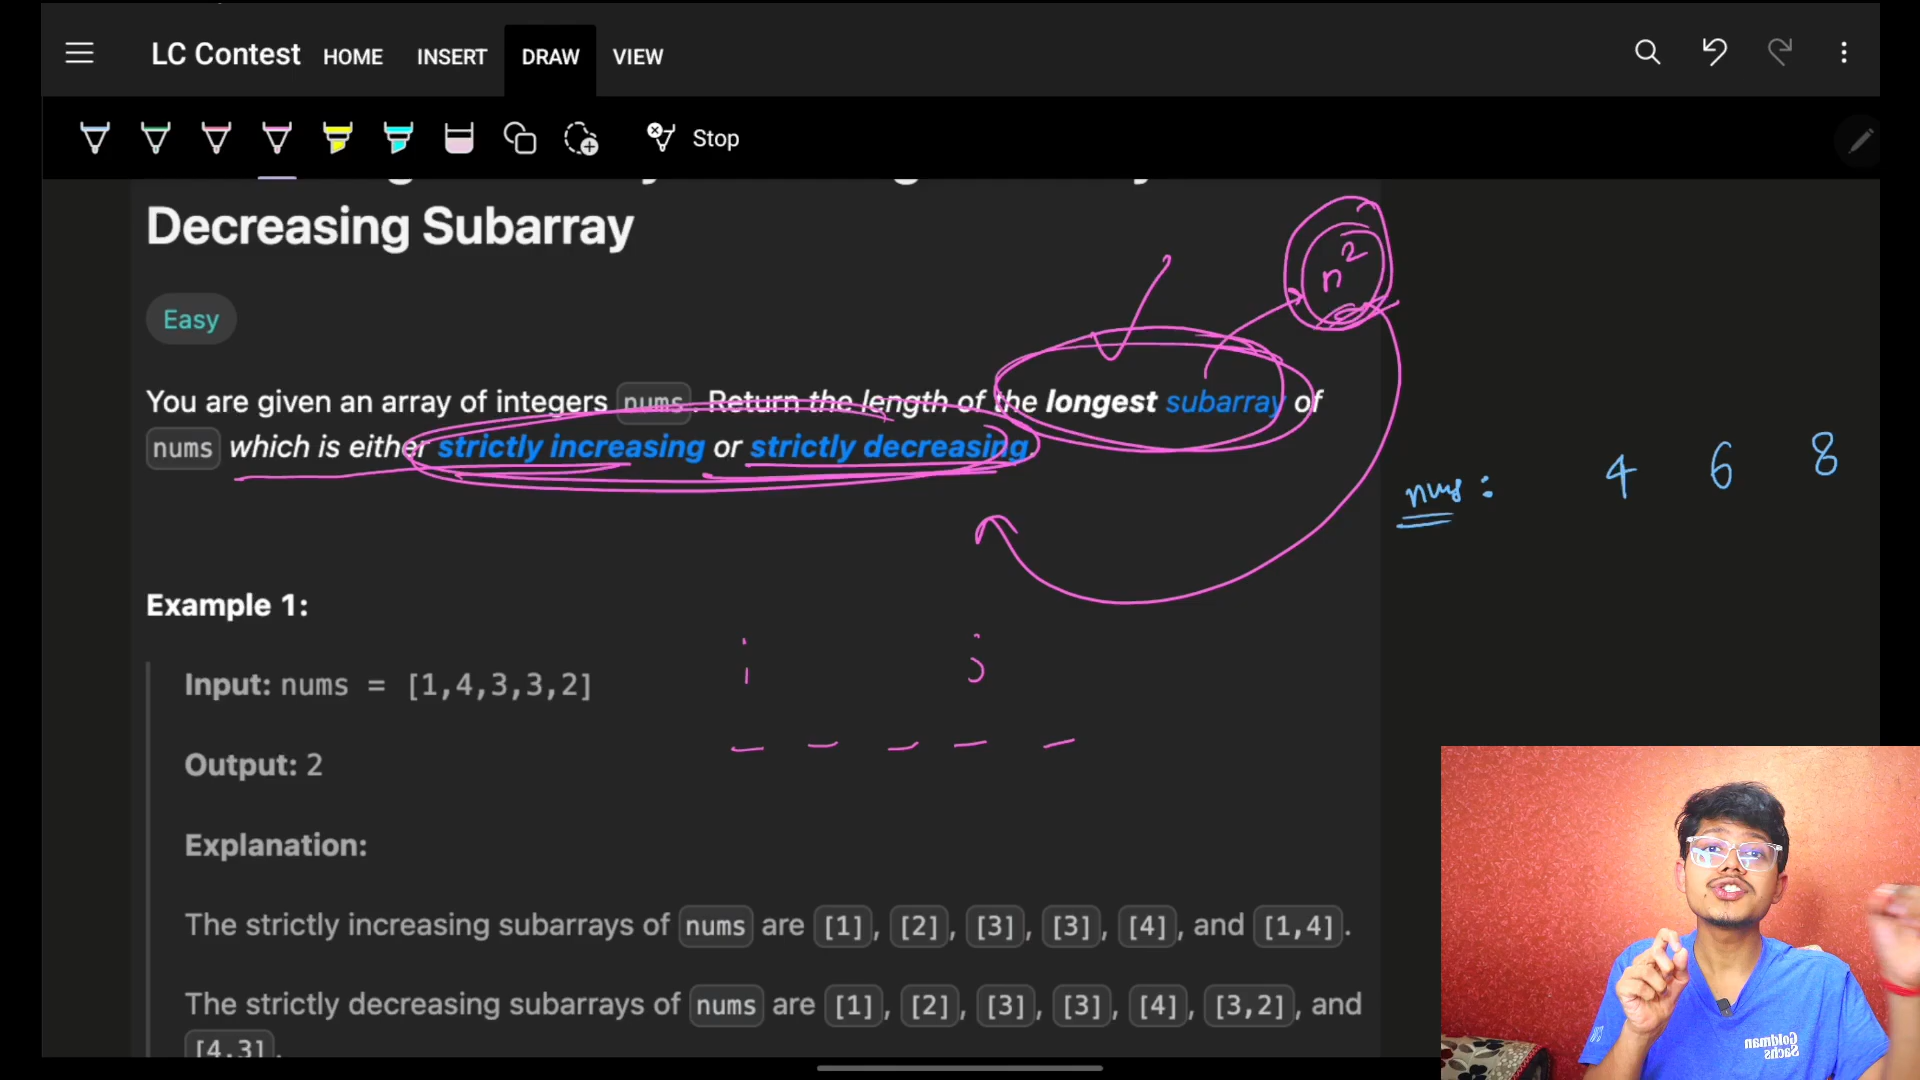 LC Contest HOME INSERT DRAW VIEW
Stop
Decreasing Subarray
n²
Easy
You are given an array of integers nums. Return the length of the longest subarray of
nums which is either strictly increasing or strictly decreasing.
nums: 4 6 8
Example 1:
i j
Input: nums = [1,4,3,3,2]
Output: 2
Explanation:
The strictly increasing subarrays of nums are [1], [2], [3], [3], [4], and [1,4].
The strictly decreasing subarrays of nums are [1], [2], [3], [3], [4], [3,2], and
[4,3].
Goldman
Sachs